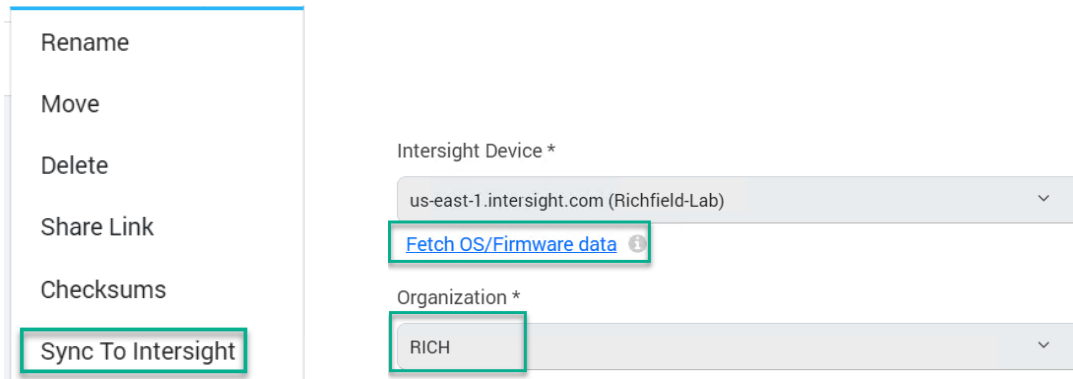 Rename
Move
Delete
Share Link
Checksums
Sync To Intersight
Intersight Device *
us-east-1.intersight.com (Richfield-Lab)
Fetch OS/Firmware data
Organization *
RICH